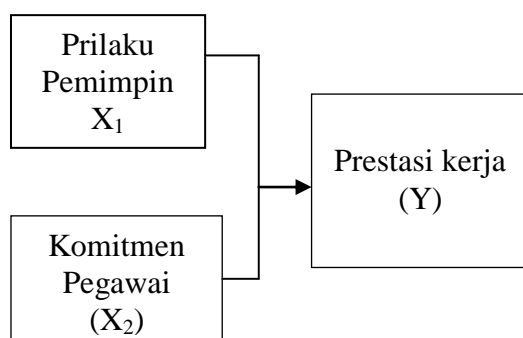 Prilaku
Pemimpin
X₁
Prestasi kerja
(Y)
Komitmen
Pegawai
(X₂)